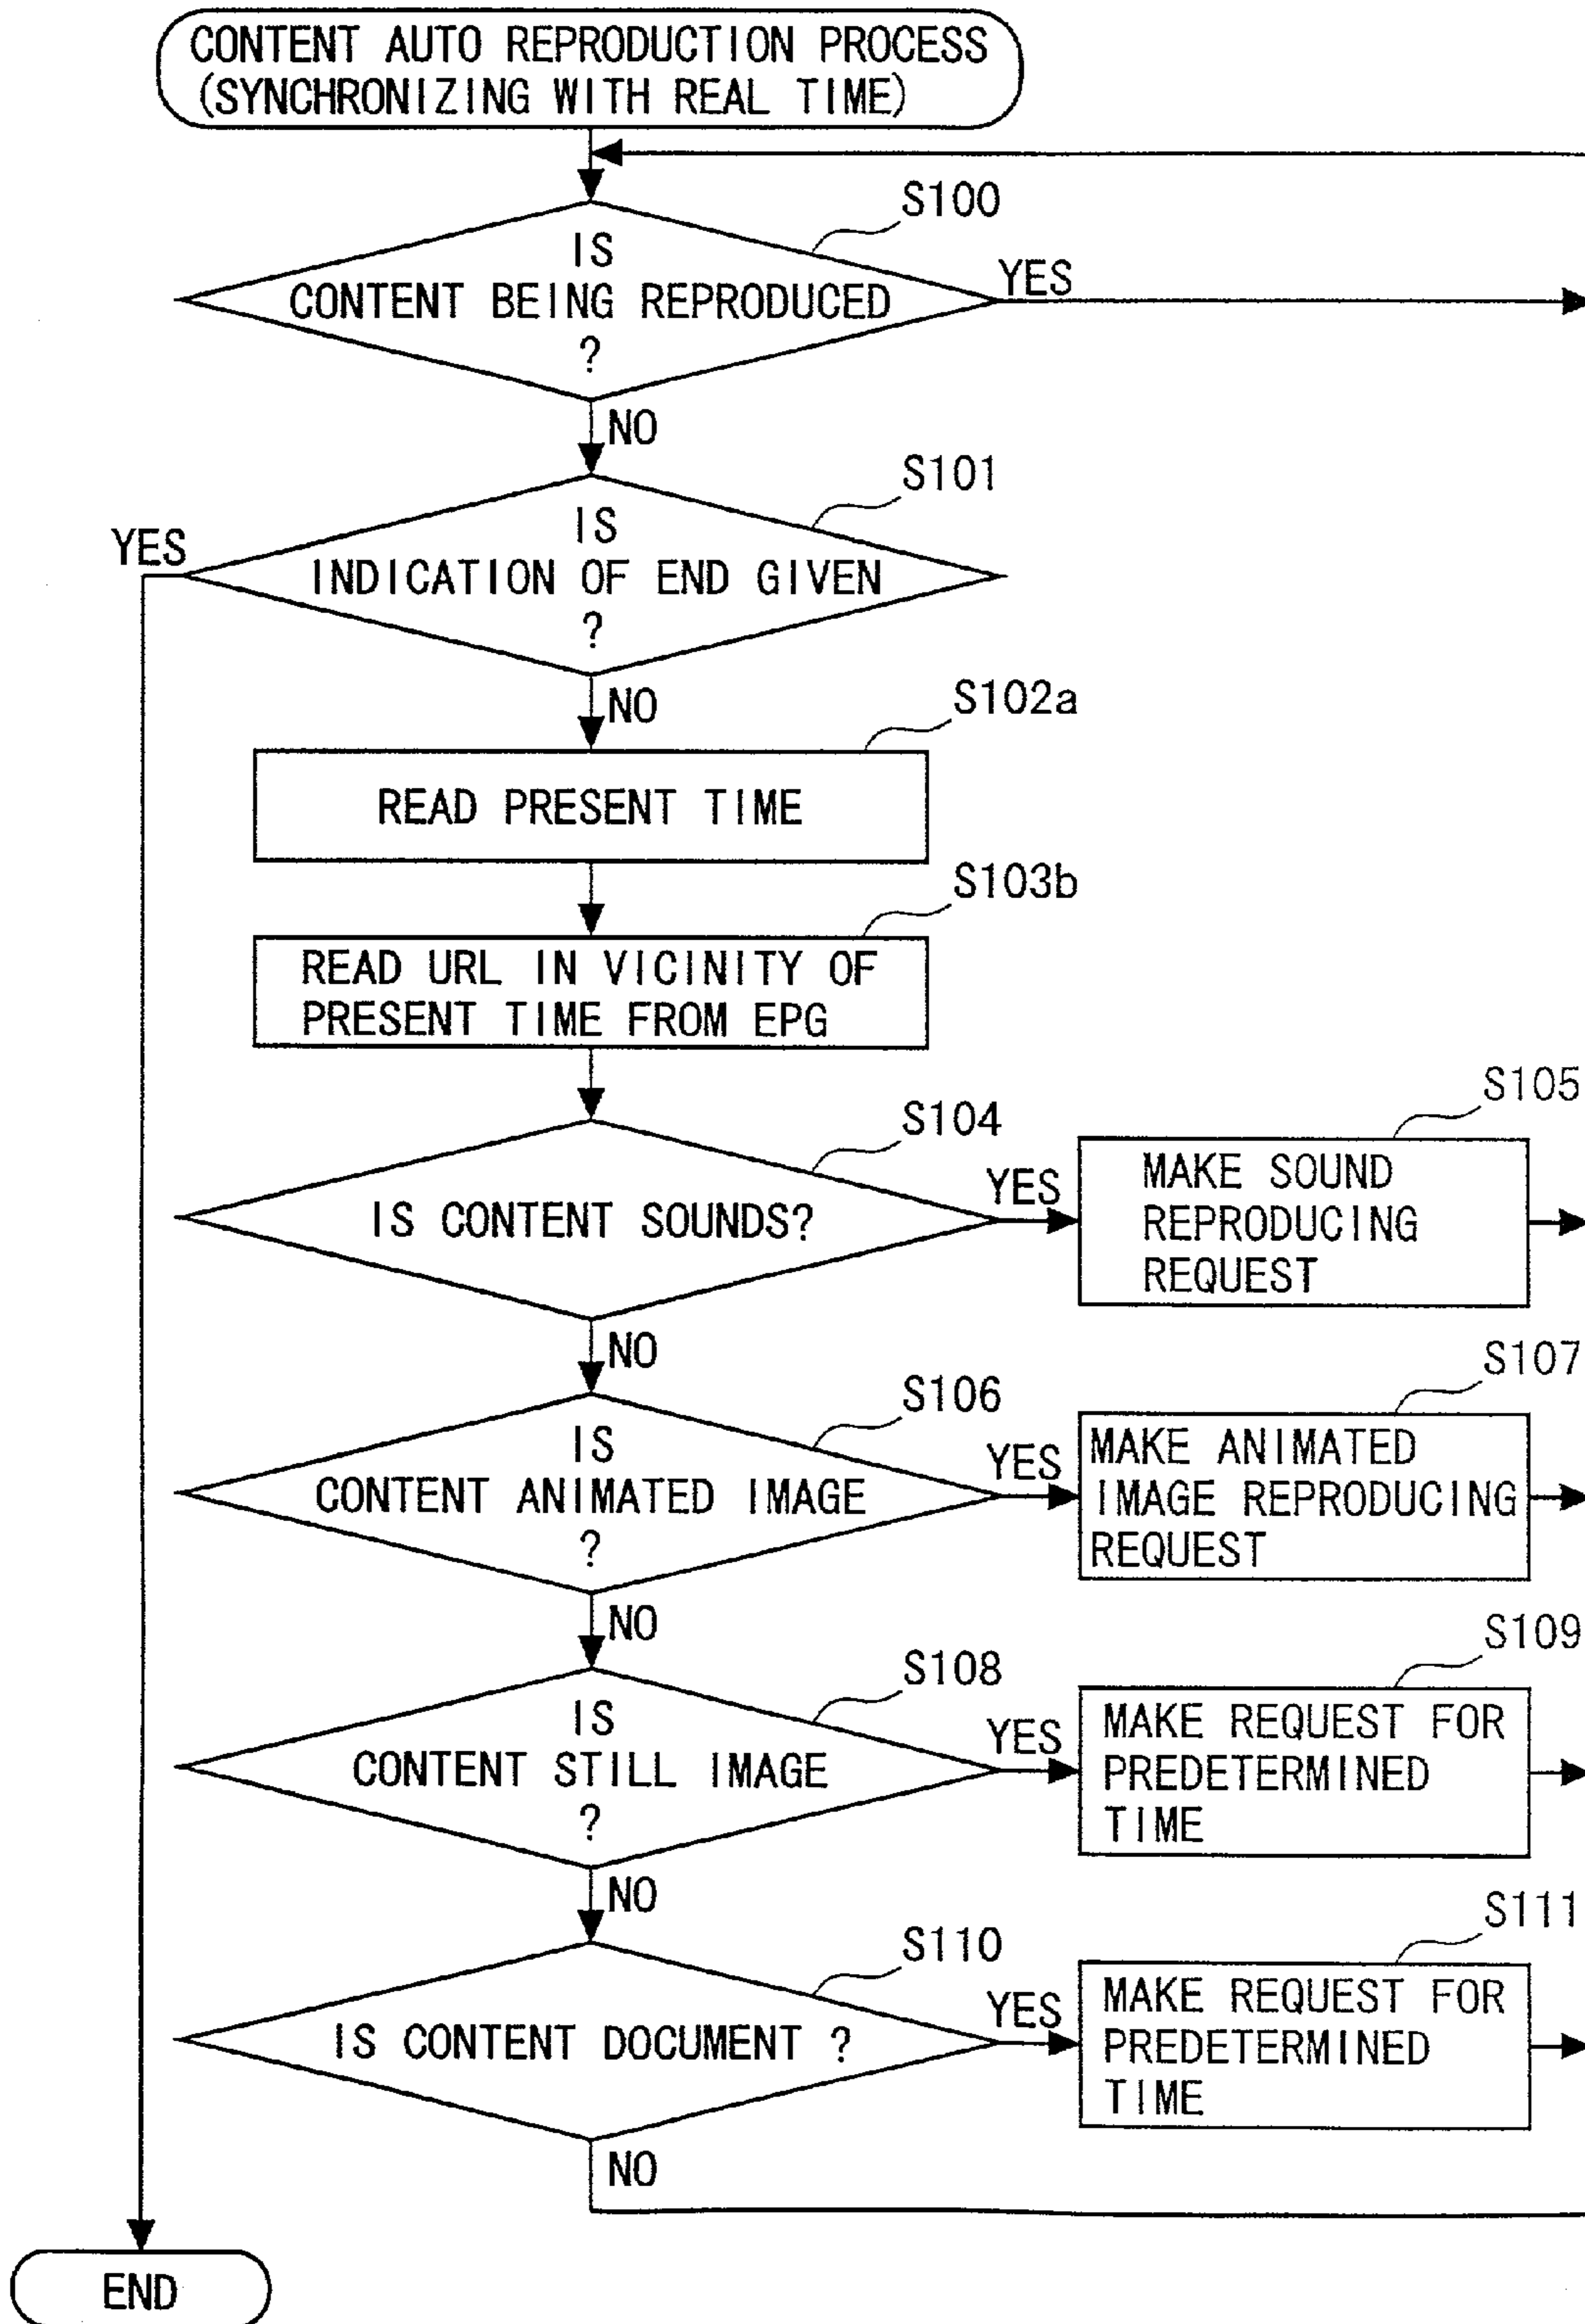 CONTENT AUTO REPRODUCTION PROCESS
(SYNCHRONIZING WITH REAL TIME)
S100
IS
CONTENT BEING REPRODUCED
?
YES
NO
S101
IS
INDICATION OF END GIVEN
?
YES
NO
S102a
READ PRESENT TIME
S103b
READ URL IN VICINITY OF
PRESENT TIME FROM EPG
S104
IS CONTENT SOUNDS?
YES
S105
MAKE SOUND
REPRODUCING
REQUEST
NO
S106
IS
CONTENT ANIMATED IMAGE
?
YES
S107
MAKE ANIMATED
IMAGE REPRODUCING
REQUEST
NO
S108
IS
CONTENT STILL IMAGE
?
YES
S109
MAKE REQUEST FOR
PREDETERMINED
TIME
NO
S110
IS CONTENT DOCUMENT ?
YES
S111
MAKE REQUEST FOR
PREDETERMINED
TIME
NO
END